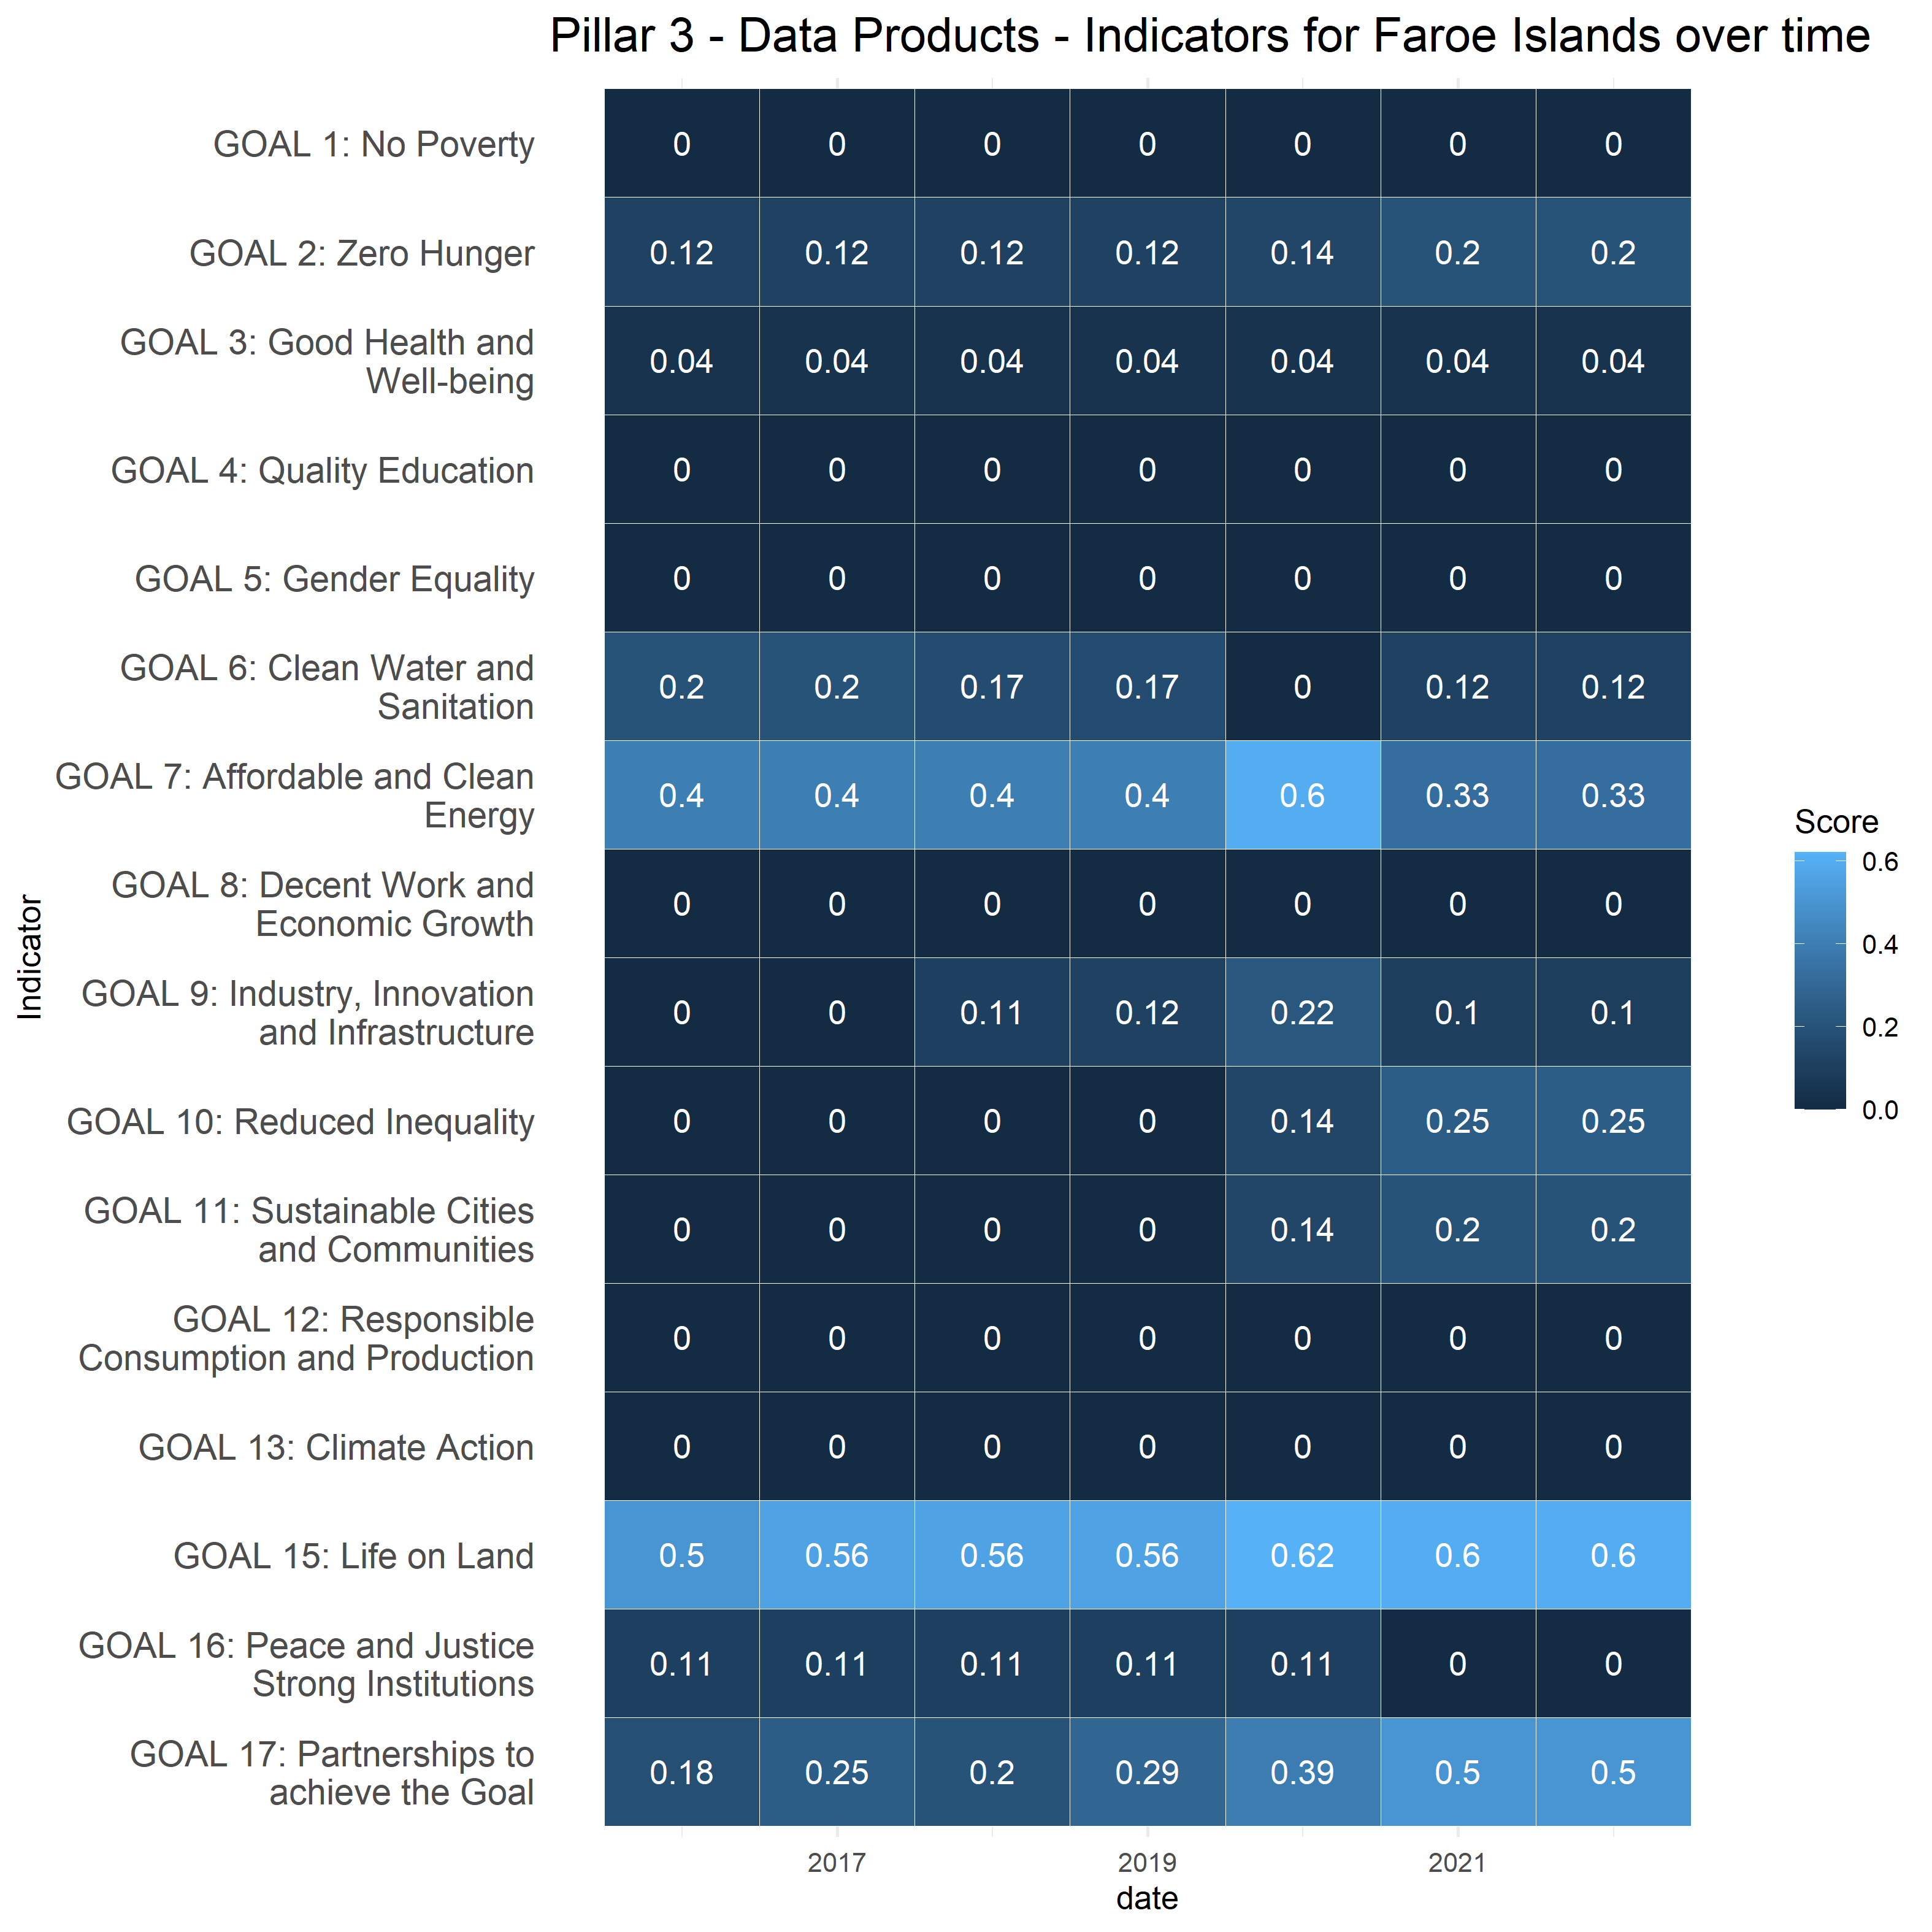 Pillar 3 - Data Products - Indicators for Faroe Islands over time
GOAL 1: No Poverty
0 0 0 0 0 0 0
GOAL 2: Zero Hunger
0.12 0.12 0.12 0.12 0.14 0.2 0.2
GOAL 3: Good Health and
Well-being
0.04 0.04 0.04 0.04 0.04 0.04 0.04
GOAL 4: Quality Education
0 0 0 0 0 0 0
GOAL 5: Gender Equality
0 0 0 0 0 0 0
GOAL 6: Clean Water and
Sanitation
0.2 0.2 0.17 0.17 0 0.12 0.12
GOAL 7: Affordable and Clean
Energy
0.4 0.4 0.4 0.4 0.6 0.33 0.33
GOAL 8: Decent Work and
Economic Growth
0 0 0 0 0 0 0
GOAL 9: Industry, Innovation
and Infrastructure
0 0 0.11 0.12 0.22 0.1 0.1
GOAL 10: Reduced Inequality
0 0 0 0 0.14 0.25 0.25
GOAL 11: Sustainable Cities
and Communities
0 0 0 0 0.14 0.2 0.2
GOAL 12: Responsible
Consumption and Production
0 0 0 0 0 0 0
GOAL 13: Climate Action
0 0 0 0 0 0 0
GOAL 15: Life on Land
0.5 0.56 0.56 0.56 0.62 0.6 0.6
GOAL 16: Peace and Justice
Strong Institutions
0.11 0.11 0.11 0.11 0.11 0 0
GOAL 17: Partnerships to
achieve the Goal
0.18 0.25 0.2 0.29 0.39 0.5 0.5
Indicator
2017 2019 2021
date
Score
0.6
0.4
0.2
0.0